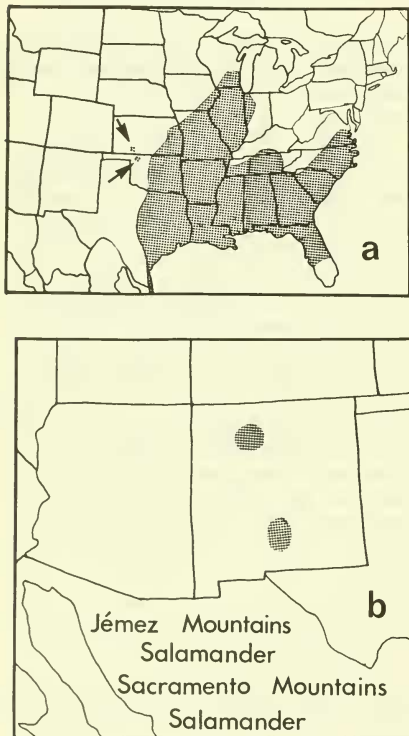 a
b
Jémez Mountains
Salamander
Sacramento Mountains
Salamander